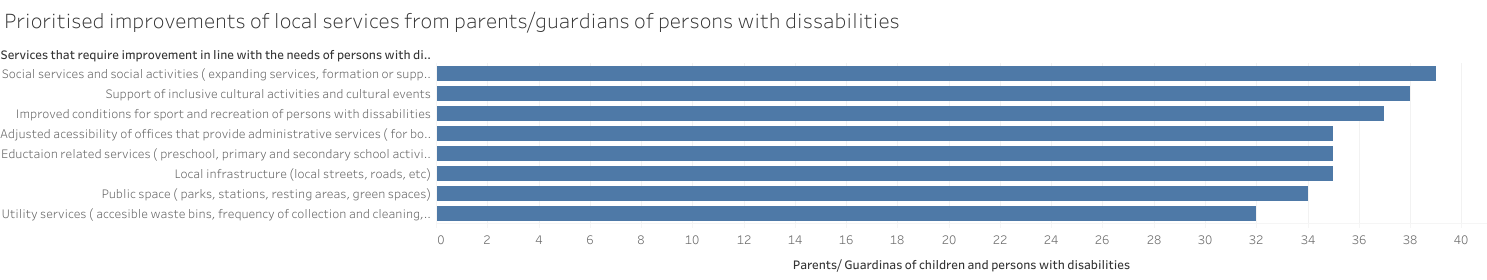 Prioritised improvements of local services from parents/guardians of persons with dissabilities
Services that require improvement in line with the needs of persons with di..
Social services and social activities ( expanding services, formation or supp..
Support of inclusive cultural activities and cultural events
Improved conditions for sport and recreation of persons with dissabilities
Adjusted acessibility of offices that provide administrative services ( for bo..
Eductaion related services ( preschool, primary and secondary school activi..
Local infrastructure (local streets, roads, etc)
Public space ( parks, stations, resting areas, green spaces)
Utility services ( accesible waste bins, frequency of collection and cleaning,..
0 2 4 6 8 10 12 14 16 18 20 22 24 26 28 30 32 34 36 38 40
Parents/ Guardinas of children and persons with disabilities